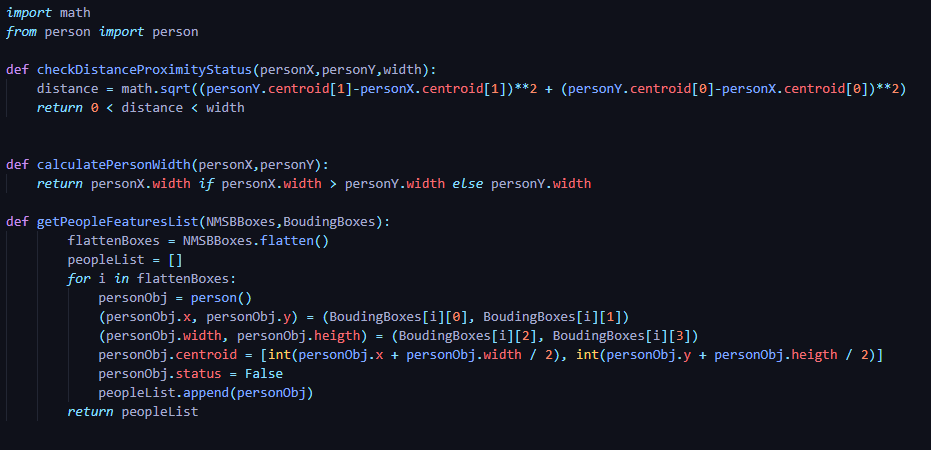 import math
from person import person
def checkDistanceProximityStatus(personX,personY,width):
distance = math.sqrt((personY.centroid[1]-personX.centroid[1])**2 + (personY.centroid[0]-personX.centroid[0])**2)
return 0 < distance < width
def calculatePersonWidth(personX,personY):
return personX.width if personX.width > personY.width else personY.width
def getPeopleFeaturesList(NMSBBoxes,BoudingBoxes):
flattenBoxes = NMSBBoxes.flatten()
peopleList = []
for i in flattenBoxes:
personObj = person()
(personObj.x, personObj.y) = (BoudingBoxes[i][0], BoudingBoxes[i][1])
(personObj.width, personObj.heigth) = (BoudingBoxes[i][2], BoudingBoxes[i][3])
personObj.centroid = [int(personObj.x + personObj.width / 2), int(personObj.y + personObj.heigth / 2)]
personObj.status = False
peopleList.append(personObj)
return peopleList